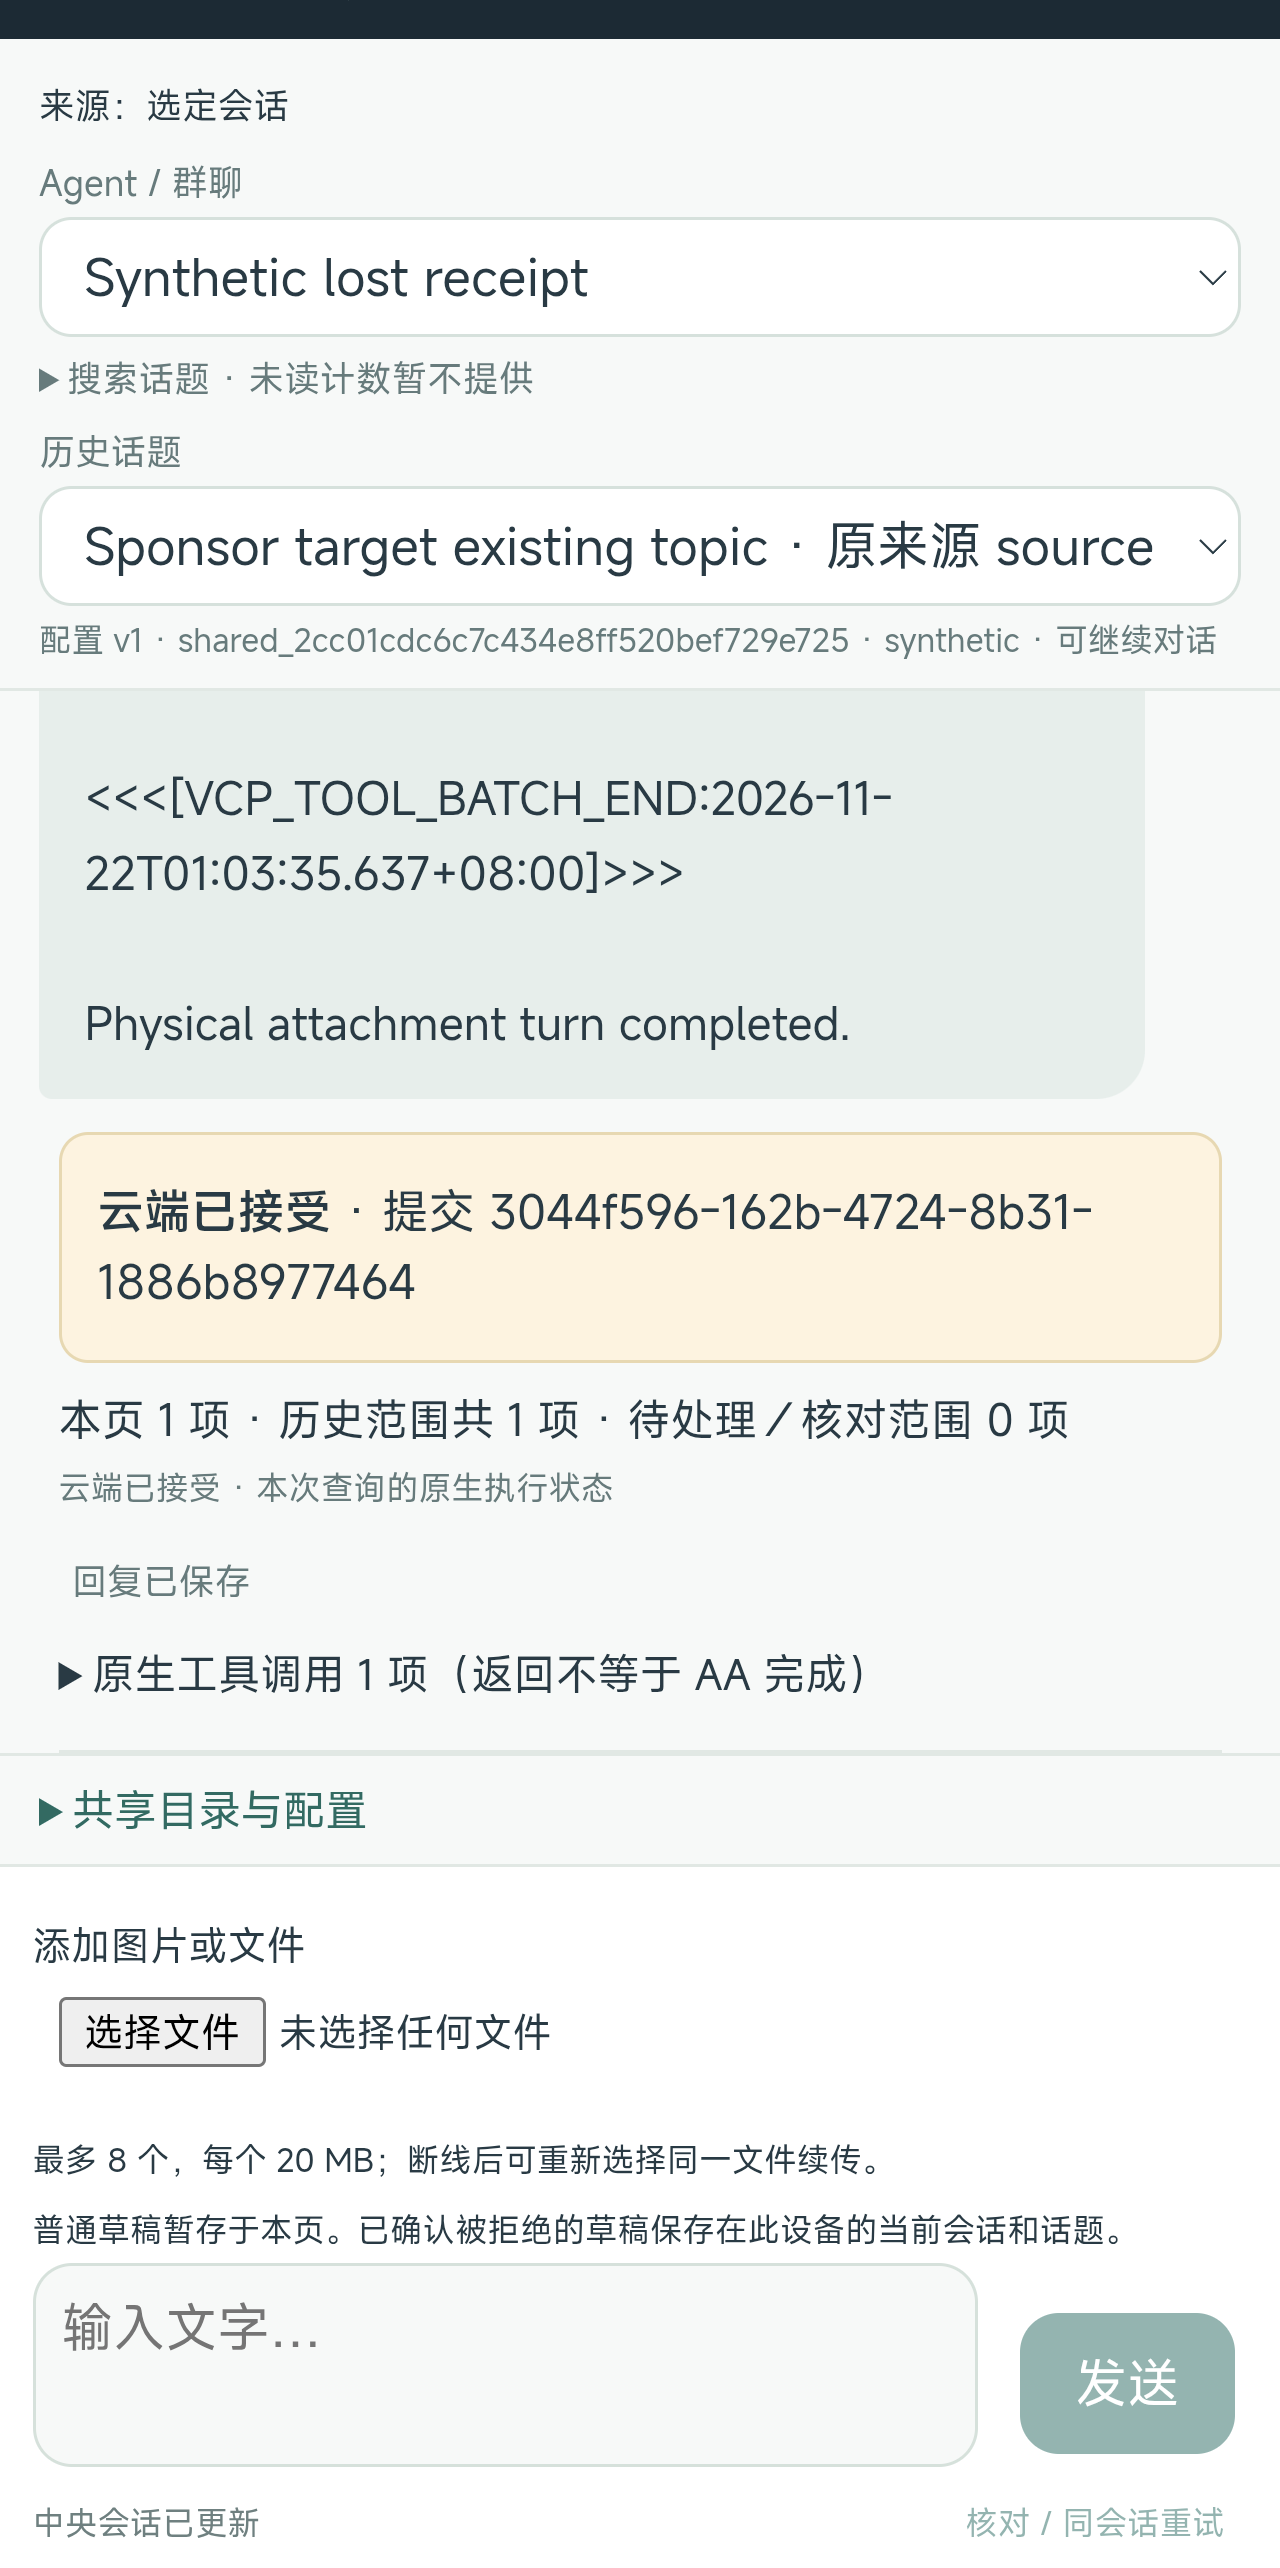 来源：选定会话
Agent / 群聊
Synthetic lost receipt
▶ 搜索话题 · 未读计数暂不提供
历史话题
Sponsor target existing topic · 原来源 source
配置 v1 · shared_2cc01cdc6c7c434e8ff520bef729e725 · synthetic · 可继续对话
<<<[VCP_TOOL_BATCH_END:2026-11-
22T01:03:35.637+08:00]>>>
Physical attachment turn completed.
云端已接受 · 提交 3044f596-162b-4724-8b31-
1886b8977464
本页 1 项 · 历史范围共 1 项 · 待处理／核对范围 0 项
云端已接受 · 本次查询的原生执行状态
回复已保存
▶ 原生工具调用 1 项（返回不等于 AA 完成）
▶ 共享目录与配置
添加图片或文件
选择文件 未选择任何文件
最多 8 个，每个 20 MB；断线后可重新选择同一文件续传。
普通草稿暂存于本页。已确认被拒绝的草稿保存在此设备的当前会话和话题。
输入文字…
发送
中央会话已更新
核对 / 同会话重试